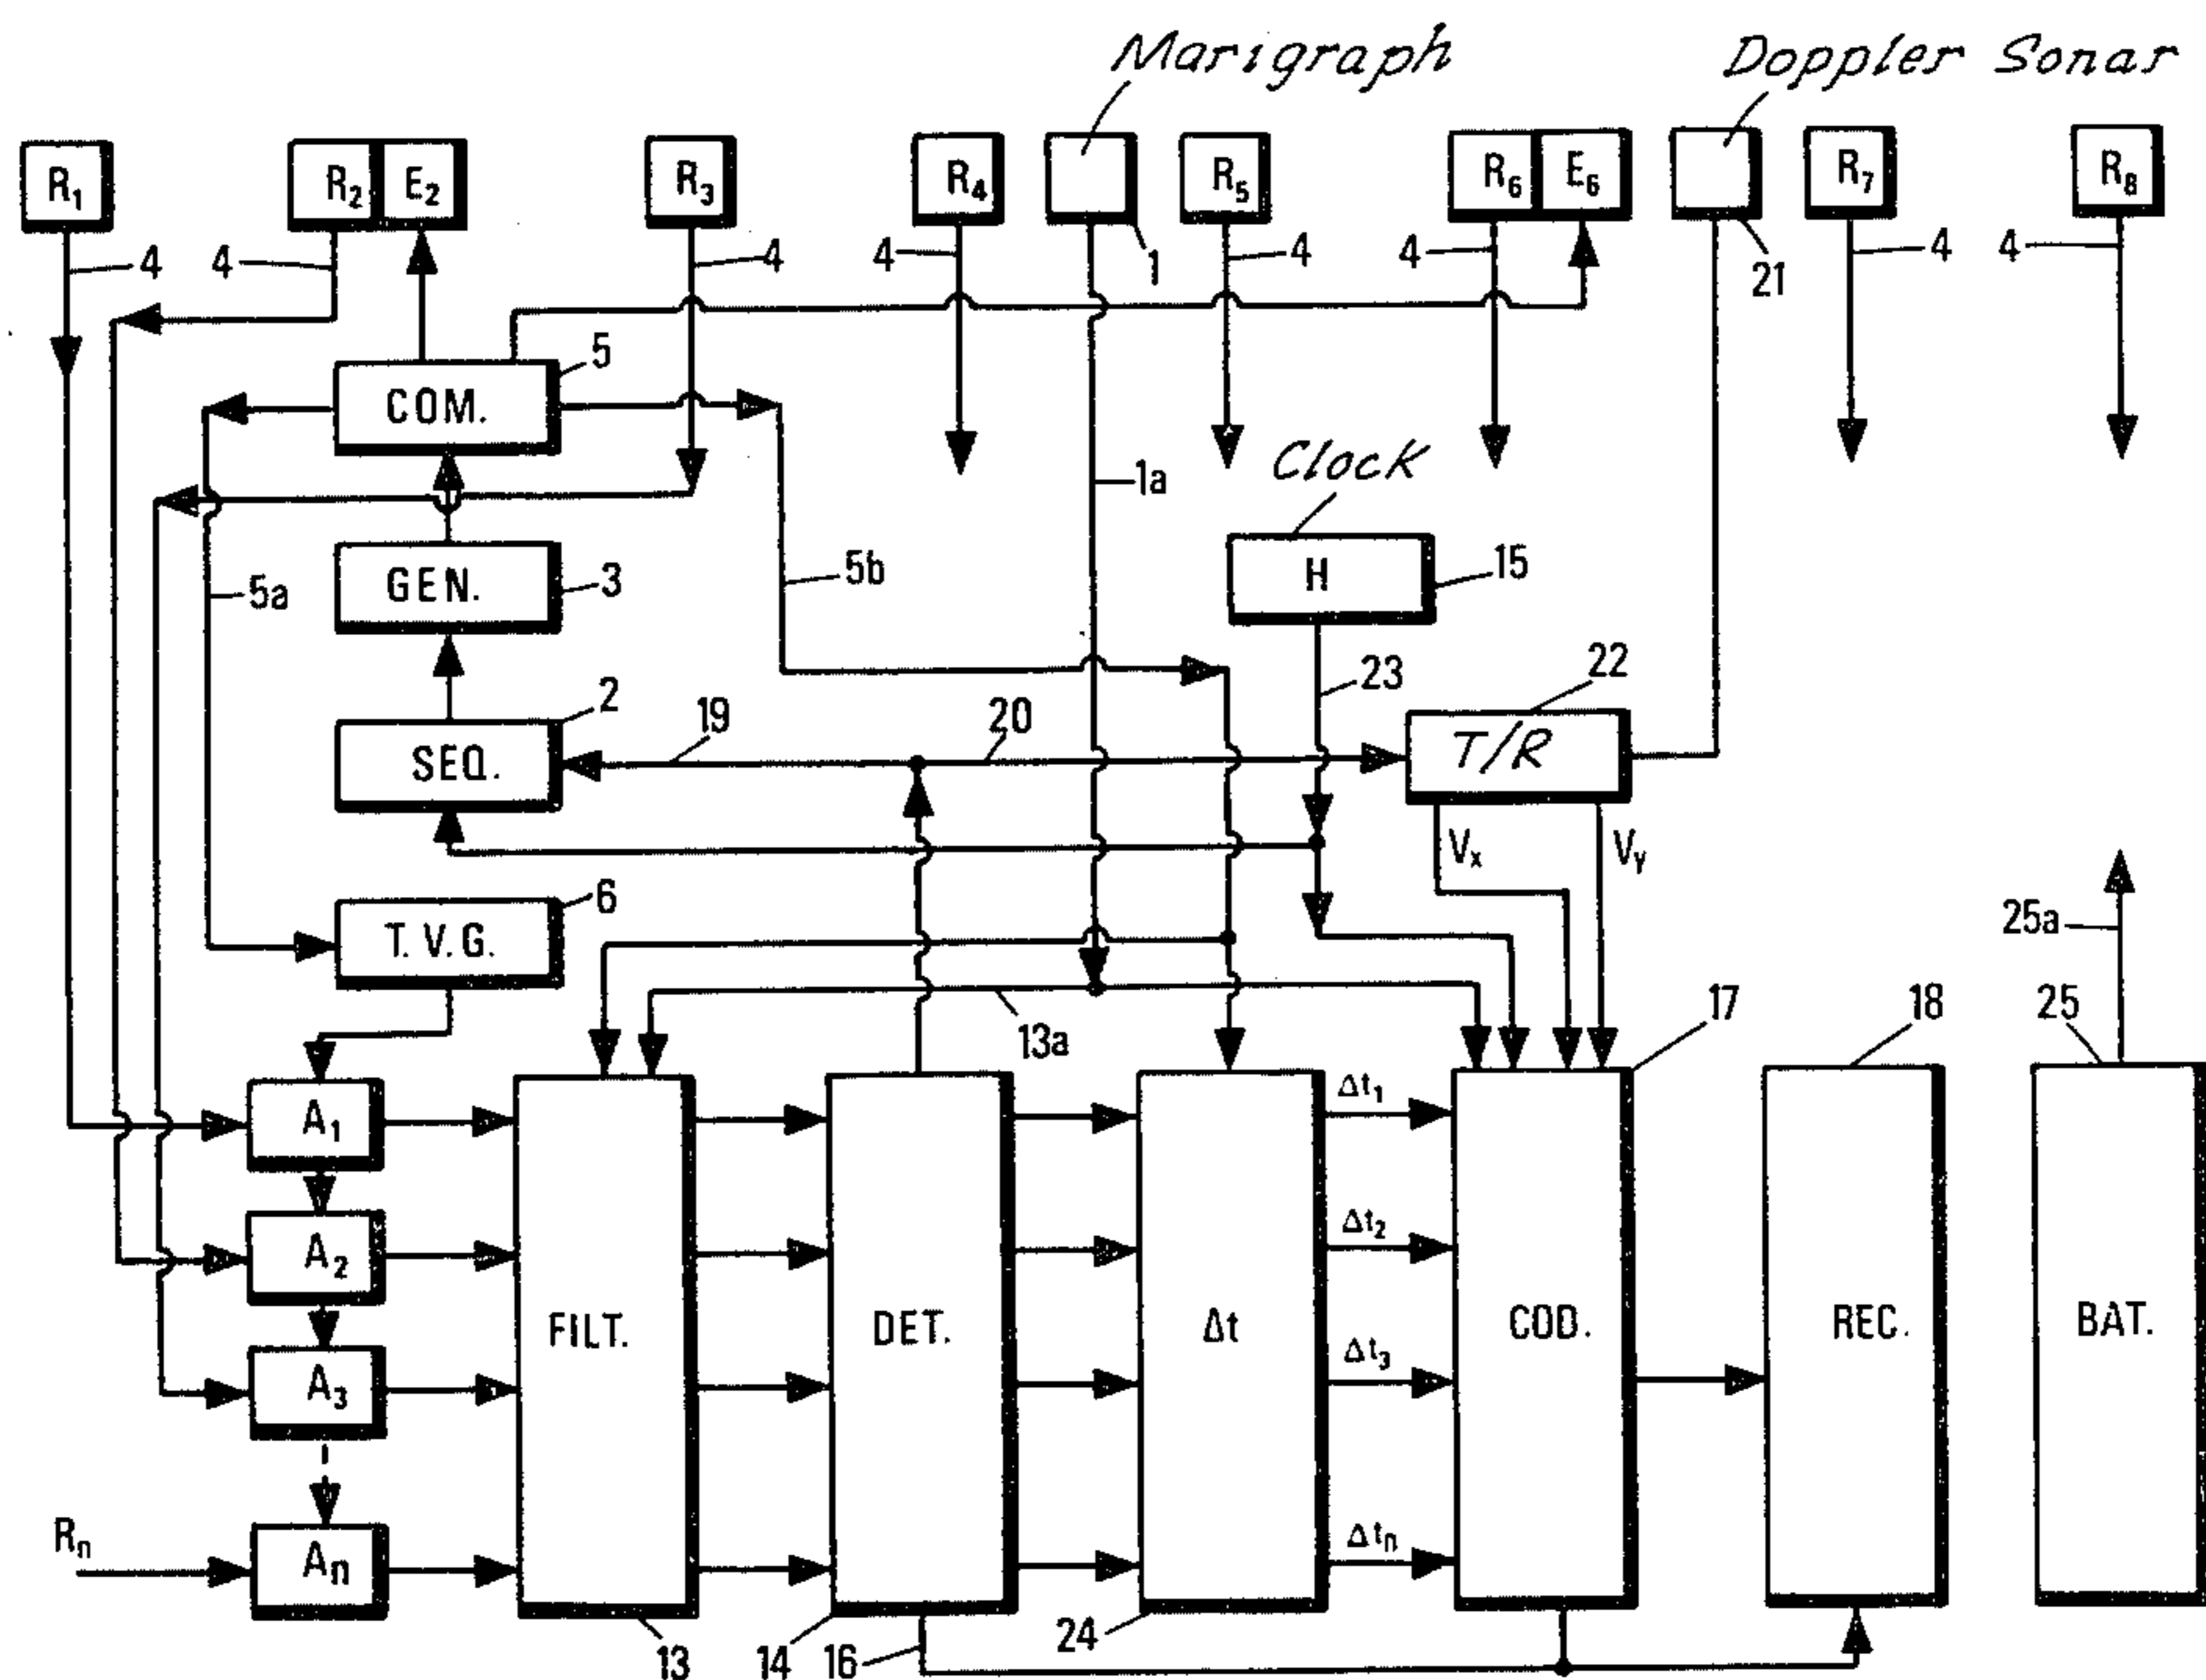 Marigraph
Doppler Sonar
R1
R2 E2
R3
R4
R5
R6 E6
R7
R8
4 4 4 4 1 4 4 21 4 4
5
COM.
Clock
1a
GEN.
3
5a
5b
H
15
2
19
20
23
22
SEQ.
T/R
Vx
Vy
6
T.V.G.
25a
13a
17
18
25
A1
Δt1
A2
Δt2
FILT.
DET.
Δt
COD.
REC.
BAT.
A3
Δt3
Rn
An
Δtn
13
14
16
24